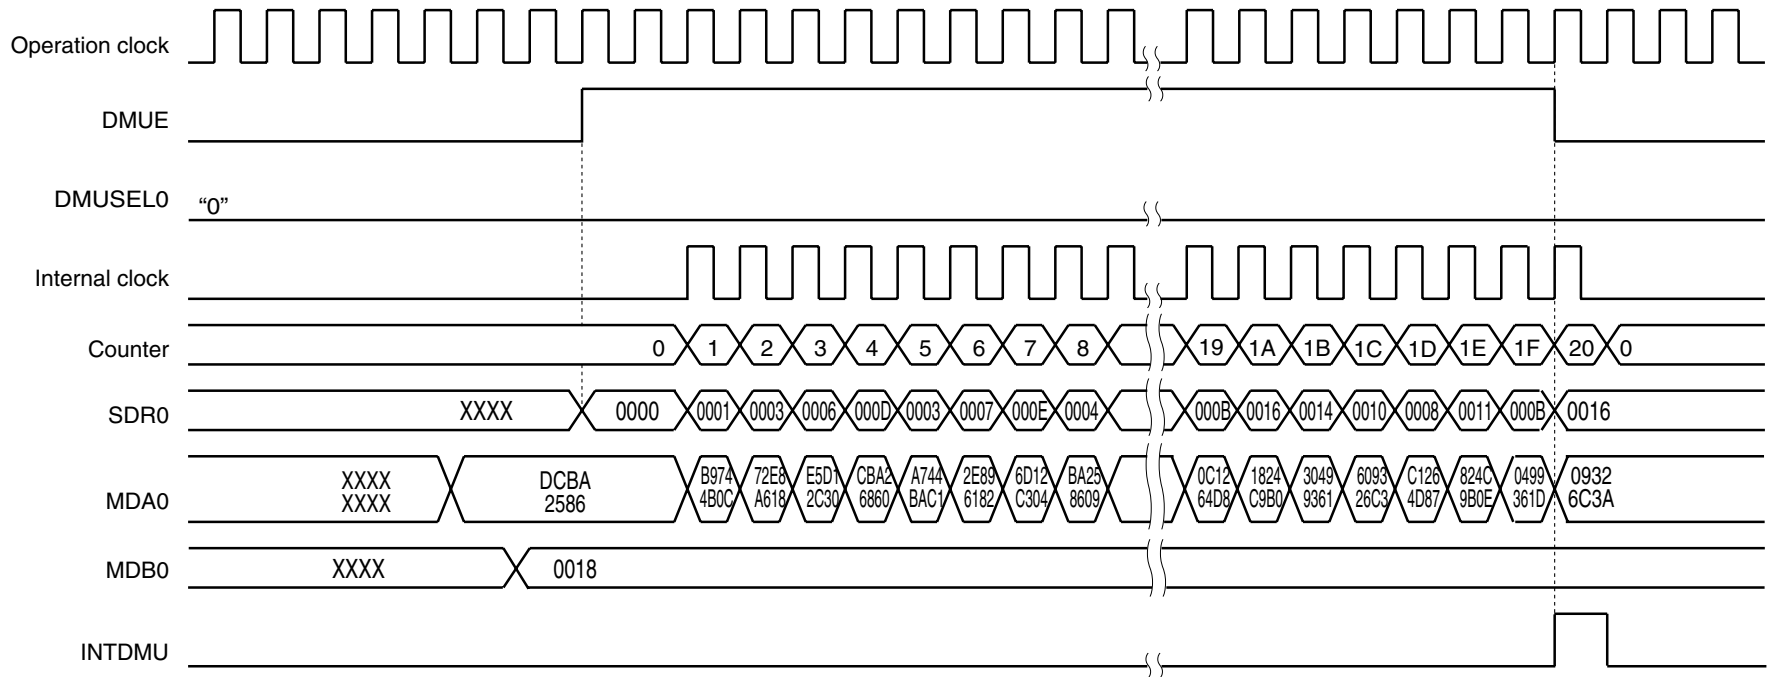 Operation clock
DMUE
DMUSEL0 “0”
Internal clock
Counter 0 1 2 3 4 5 6 7 8 19 1A 1B 1C 1D 1E 1F 20 0
SDR0 XXXX 0000 0001 0003 0006 000D 0003 0007 000E 0004 000B 0016 0014 0010 0008 0011 000B 0016
XXXX DCBA B974 72E8 E5D1 CBA2 A744 2E89 6D12 BA25 0C12 1824 3049 6093 C126 824C 0499 0932
MDA0
XXXX 2586 4B0C A618 2C30 6860 BAC1 6182 C304 8609 64D8 C9B0 9361 26C3 4D87 9B0E 361D 6C3A
MDB0 XXXX 0018
INTDMU